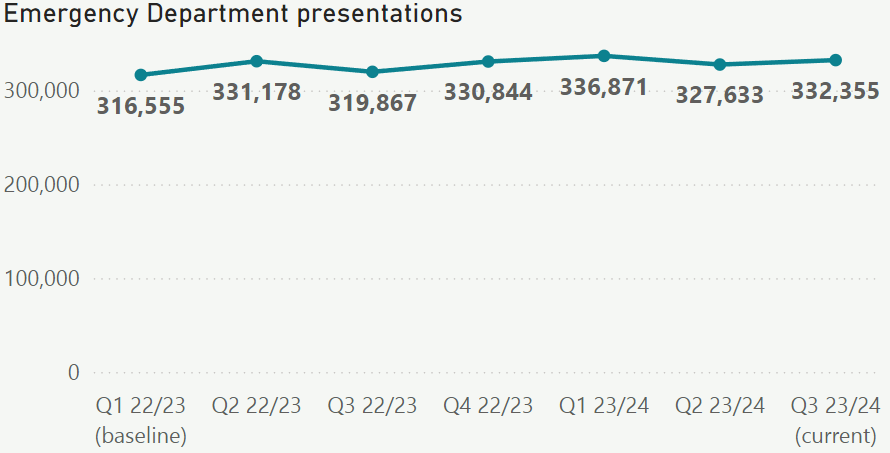 Emergency Department presentations
300,000
316,555 331,178 319,867 330,844 336,871 327,633 332,355
200,000
100,000
0
Q1 22/23 Q2 22/23 Q3 22/23 Q4 22/23 Q1 23/24 Q2 23/24 Q3 23/24
(baseline) (current)